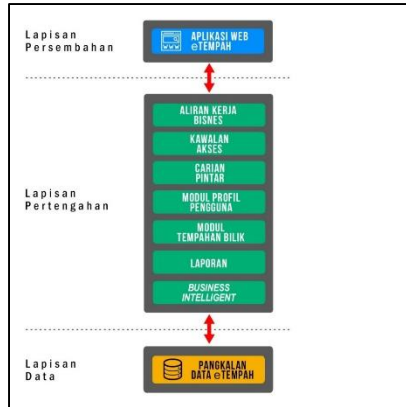 Lapisan
Persembahan
APLIKASI WEB
eTEMPAH
Lapisan
Pertengahan
ALIRAN KERJA
BISNES
KAWALAN
AKSES
CARIAN
PINTAR
MODUL PROFIL
PENGGUNA
MODUL
TEMPAHAN BILIK
LAPORAN
BUSINESS
INTELLIGENT
Lapisan
Data
PANGKALAN
DATA eTEMPAH